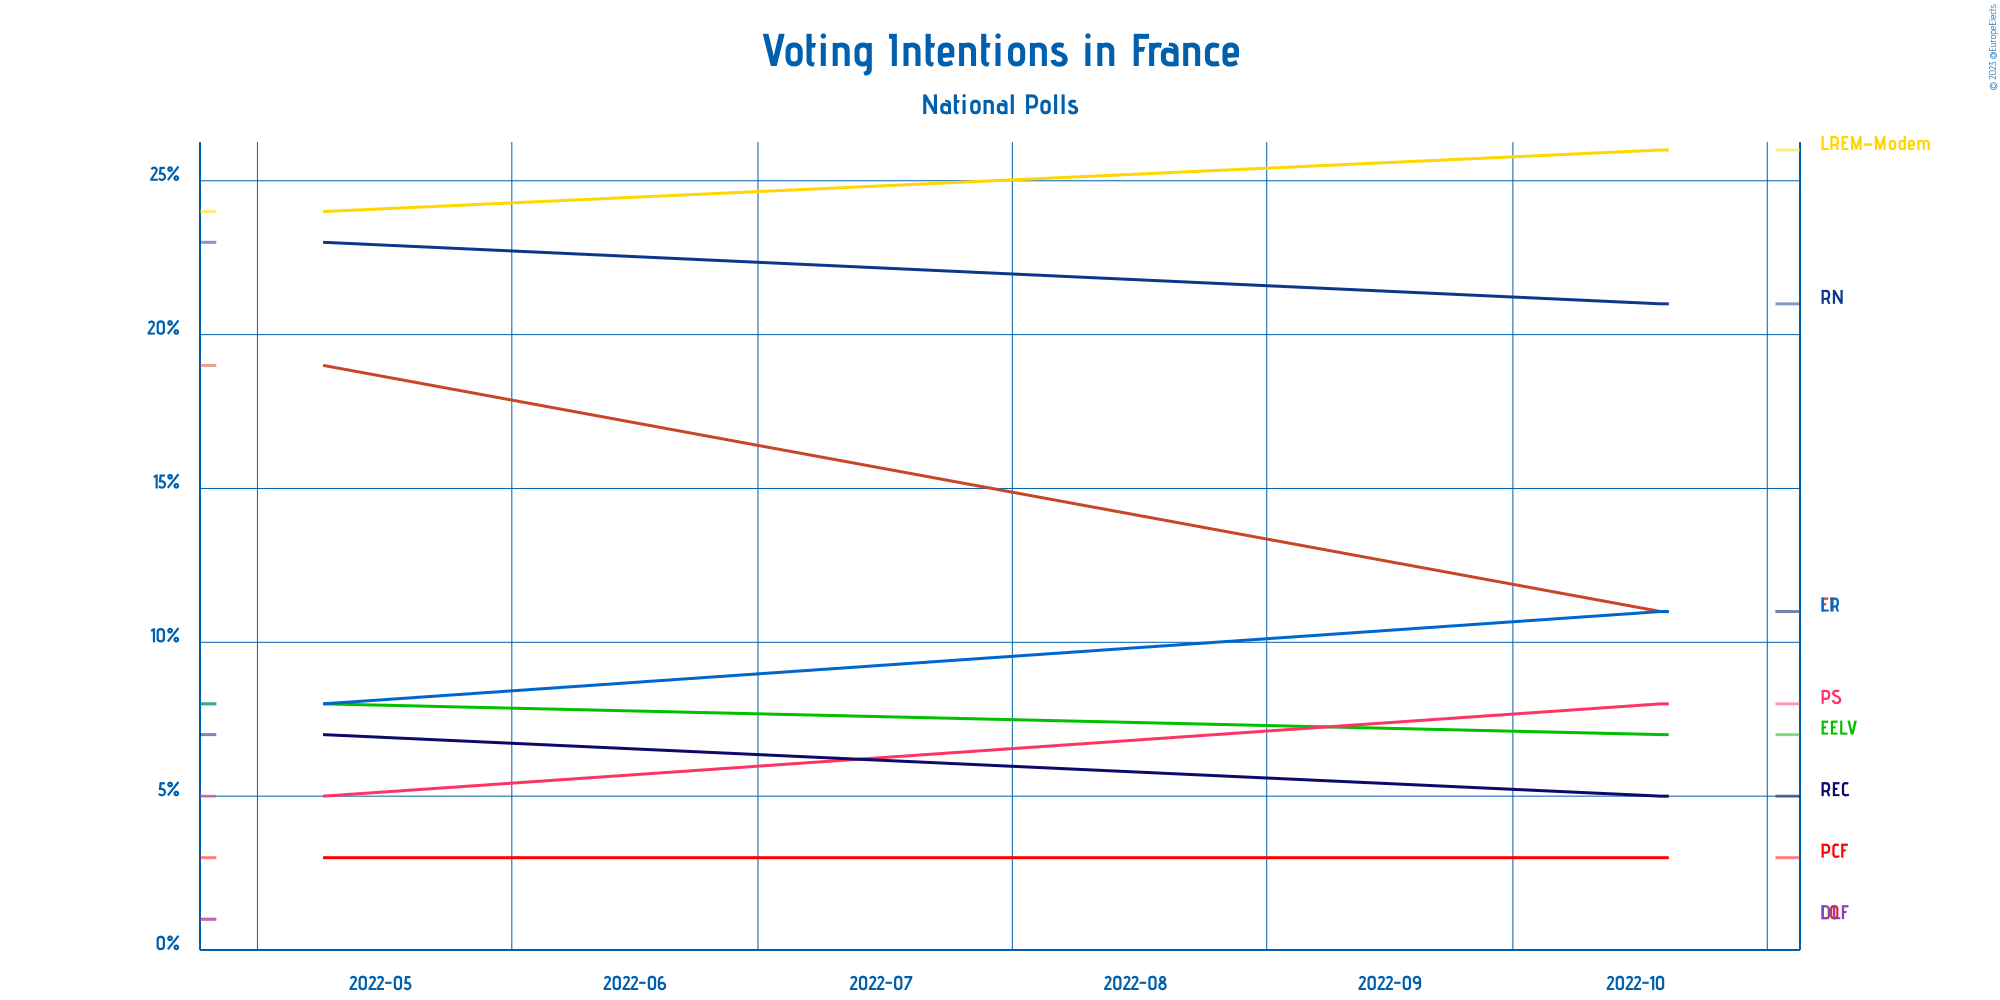 © 2023 @EuropeElects
Voting Intentions in France
National Polls
25%
20%
15%
10%
5%
0%
LREM-Modem
RN
ER
PS
EELV
REC
PCF
2022-05
2022-06
2022-07
2022-08
2022-09
2022-10